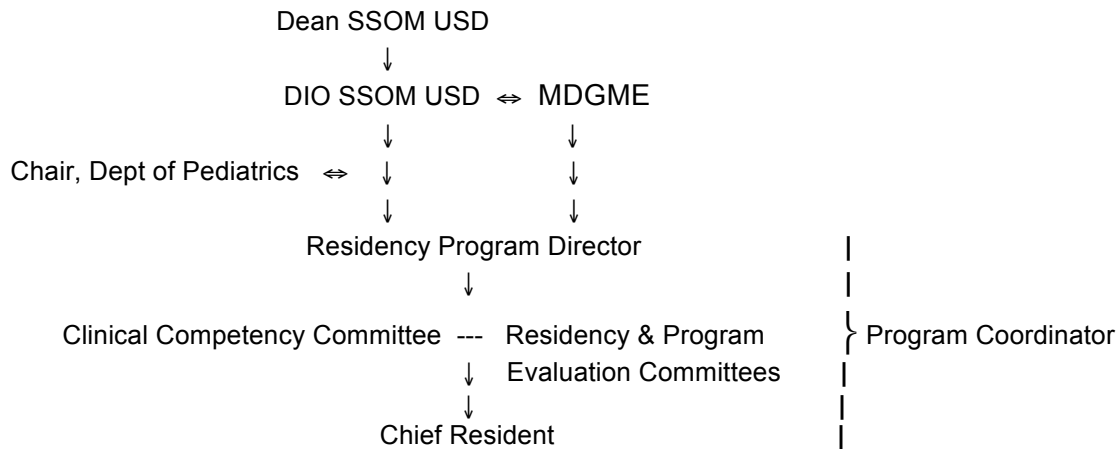 Dean SSOM USD
↓
DIO SSOM USD ⇔ MDGME
↓ ↓
Chair, Dept of Pediatrics ⇔ ↓ ↓
↓ ↓
Residency Program Director |
↓ |
Clinical Competency Committee --- Residency & Program } Program Coordinator
↓ Evaluation Committees |
↓ |
Chief Resident |